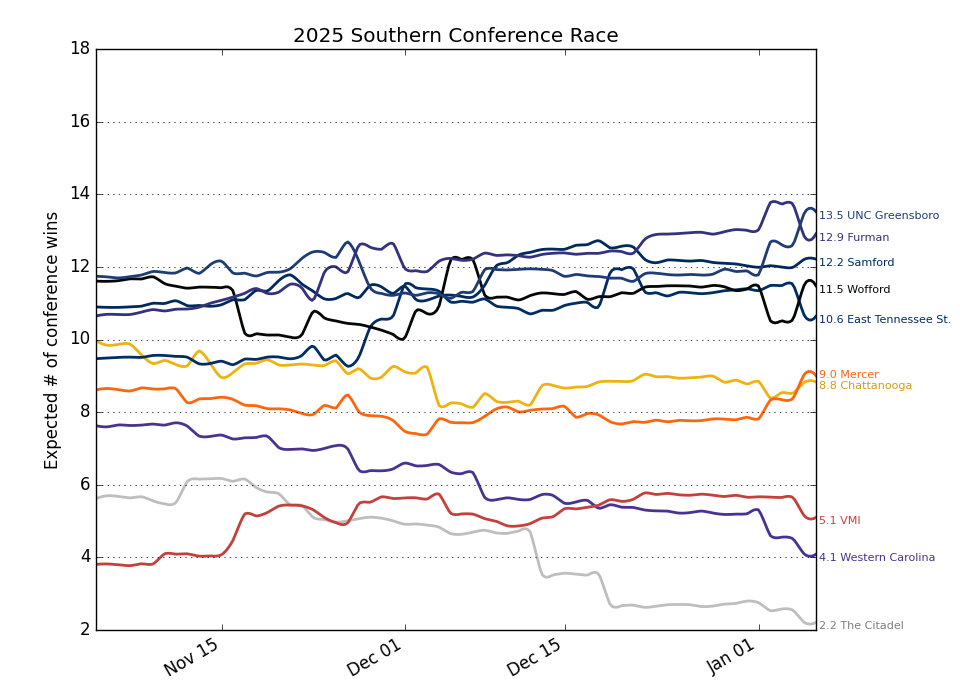 2025 Southern Conference Race
Expected # of conference wins
18
16
14
12
10
8
6
4
2
13.5 UNC Greensboro
12.9 Furman
12.2 Samford
11.5 Wofford
10.6 East Tennessee St.
9.0 Mercer
8.8 Chattanooga
5.1 VMI
4.1 Western Carolina
2.2 The Citadel
Nov 15
Dec 01
Dec 15
Jan 01